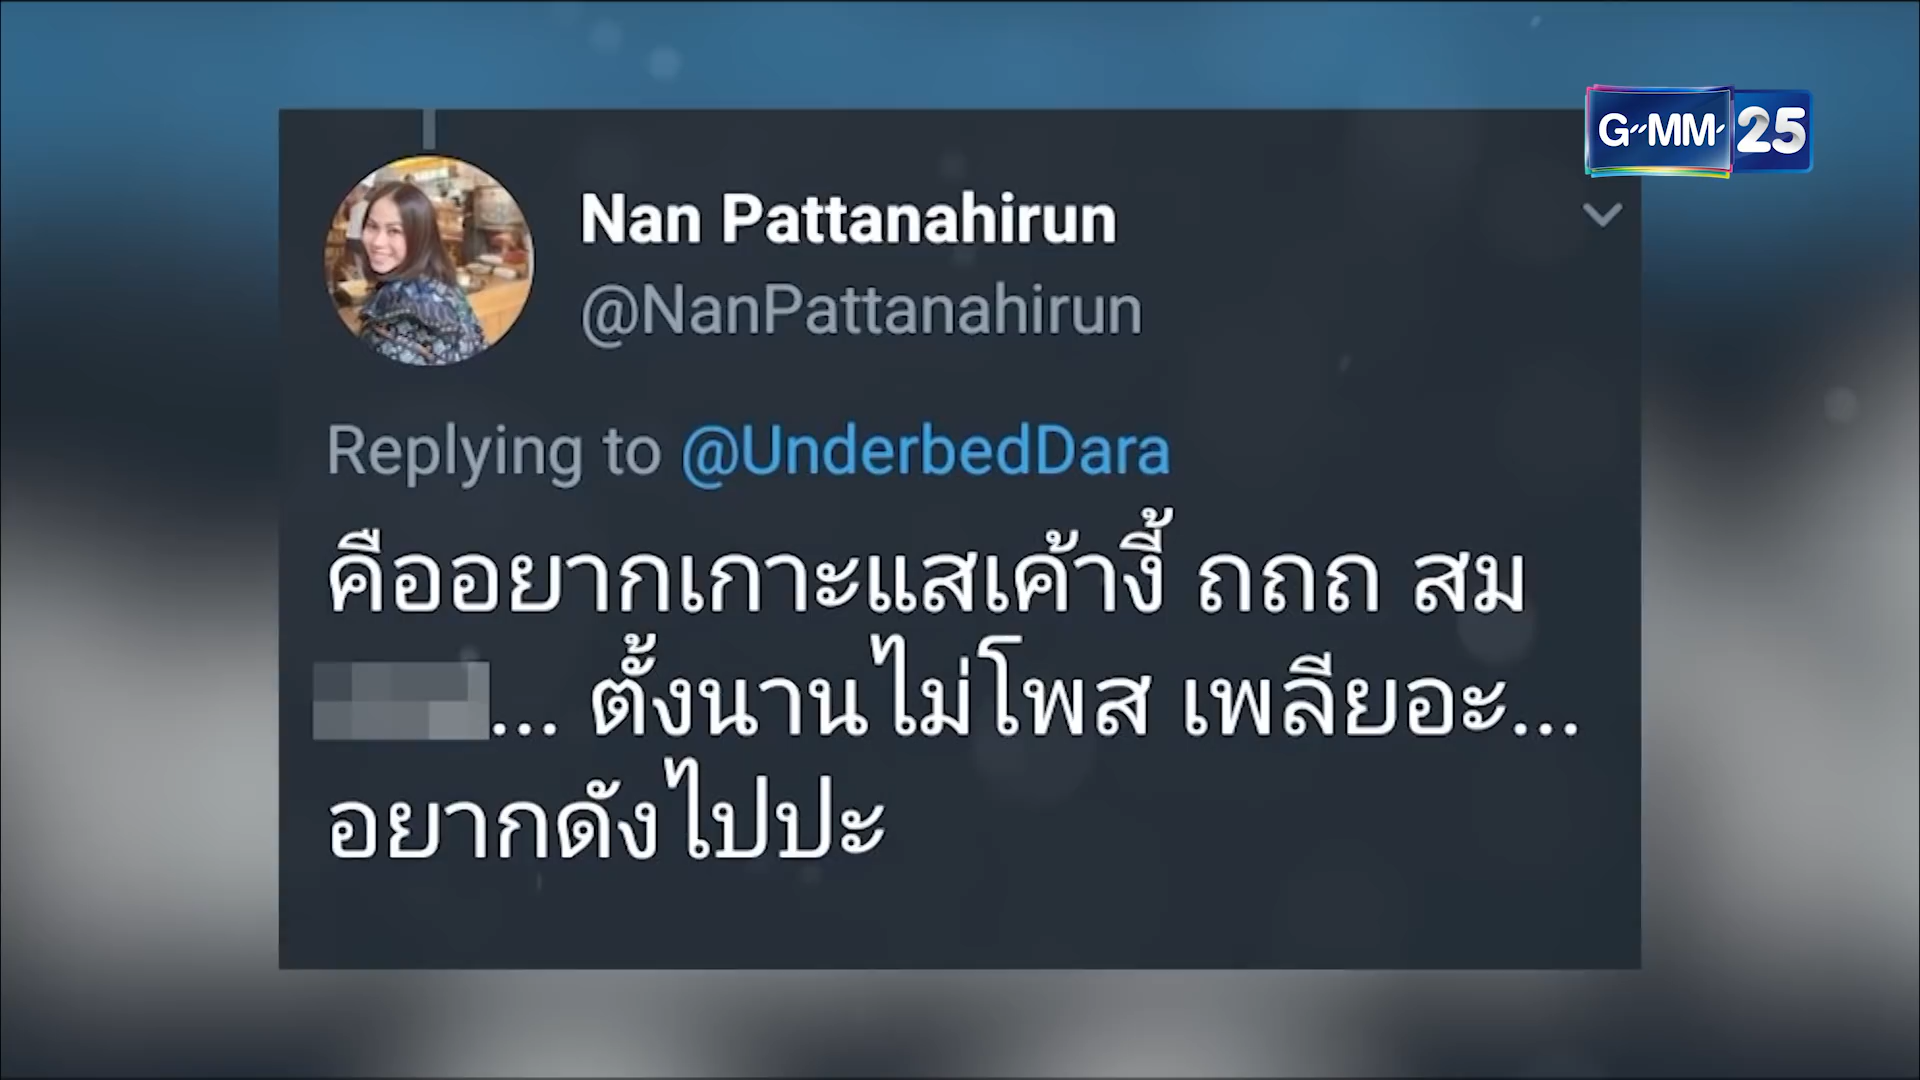 GMM 25
Nan Pattanahirun
@NanPattanahirun
Replying to @UnderbedDara
คืออยากเกาะแสเค้างี้ ถถถ สม
... ตั้งนานไม่โพส เพลียอะ...
อยากดังไปปะ